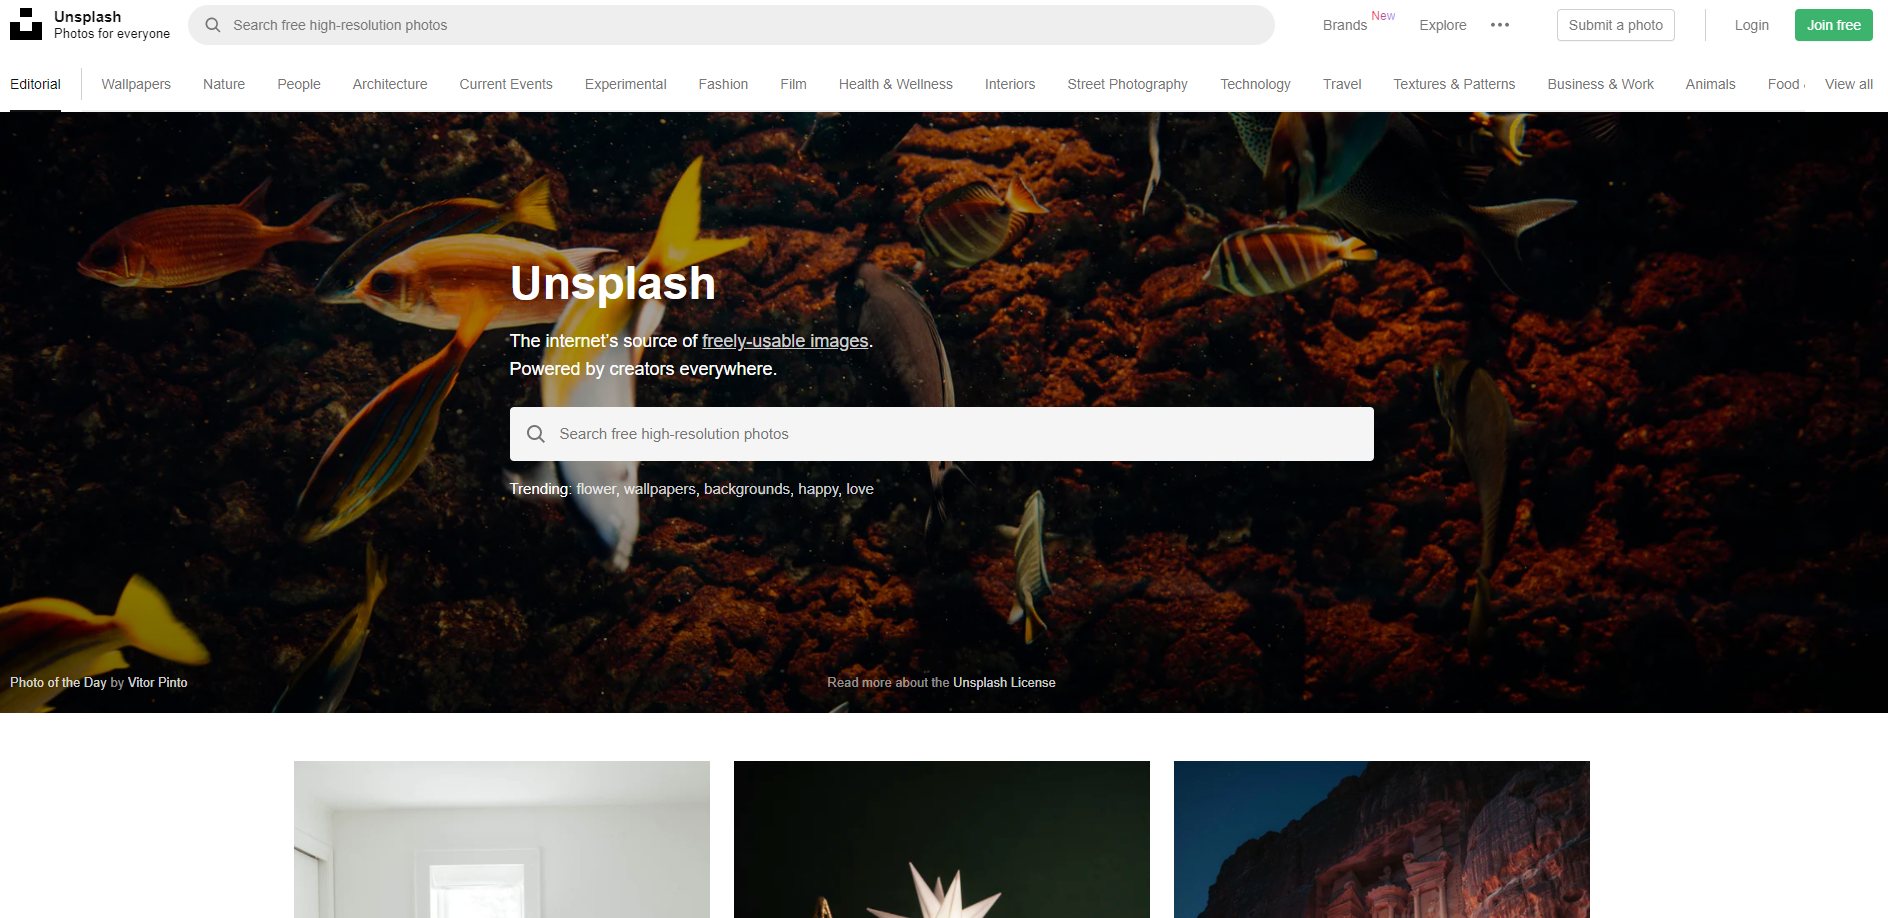 Unsplash
Photos for everyone
Search free high-resolution photos
Brands New
Explore
Submit a photo
Login
Join free
Editorial
Wallpapers
Nature
People
Architecture
Current Events
Experimental
Fashion
Film
Health & Wellness
Interiors
Street Photography
Technology
Travel
Textures & Patterns
Business & Work
Animals
Food
View all
Unsplash
The internet's source of freely-usable images.
Powered by creators everywhere.
Search free high-resolution photos
Trending: flower, wallpapers, backgrounds, happy, love
Photo of the Day by Vitor Pinto
Read more about the Unsplash License